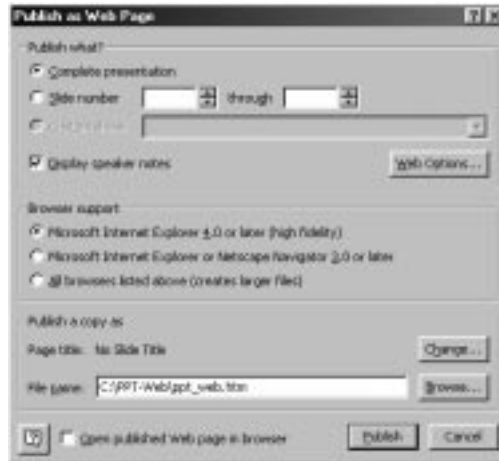 Publish as Web Page
Publish what?
Complete presentation
Slide number through
Display speaker notes Web Options...
Browser support
Microsoft Internet Explorer 4.0 or later (high fidelity)
Microsoft Internet Explorer or Netscape Navigator 3.0 or later
All browsers listed above (creates larger files)
Publish a copy as
Page title: No Slide Title Change...
File name: C:\PPT-Web\ppt_web.htm Browse...
Open published Web page in browser Publish Cancel